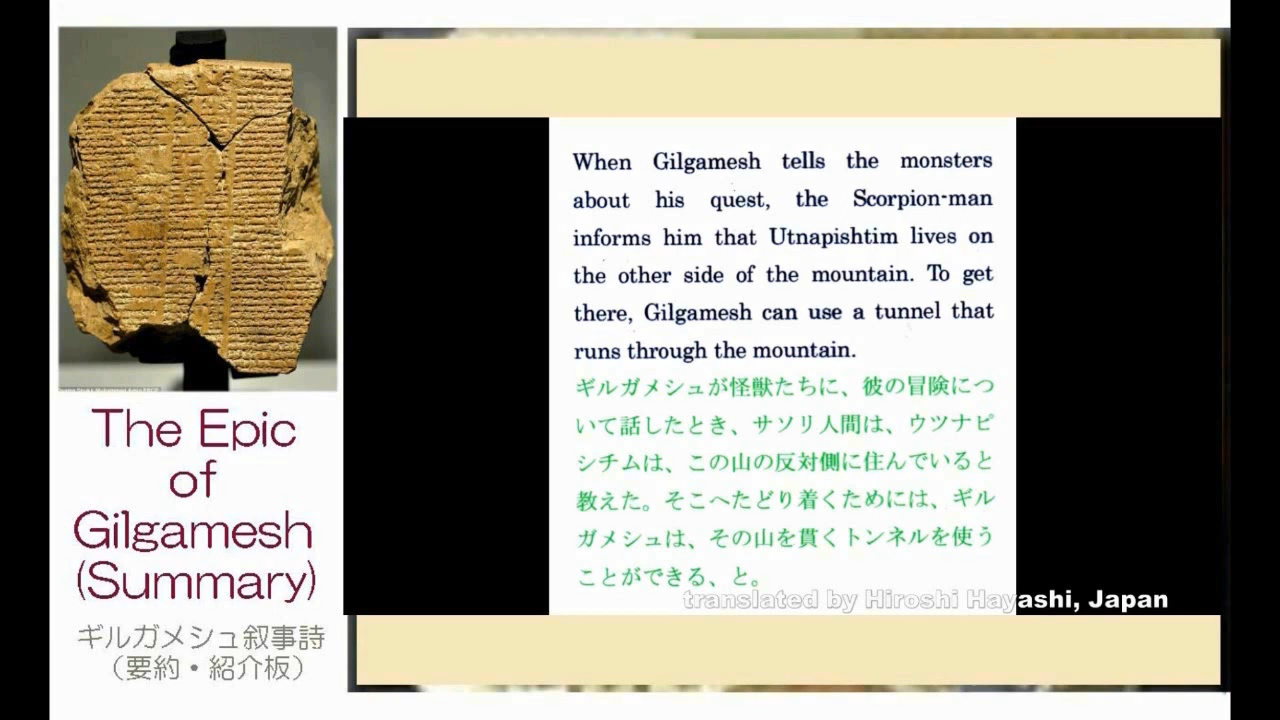 The Epic
of
Gilgamesh
(Summary)
ギルガメシュ叙事詩
（要約・紹介板）
When Gilgamesh tells the monsters
about his quest, the Scorpion-man
informs him that Utnapishtim lives on
the other side of the mountain. To get
there, Gilgamesh can use a tunnel that
runs through the mountain.
ギルガメシュが怪獣たちに、彼の冒険につ
いて話したとき、サソリ人間は、ウツナピ
シチムは、この山の反対側に住んでいると
教えた。そこへたどり着くためには、ギル
ガメシュは、その山を貫くトンネルを使う
ことができる、と。
translated by Hiroshi Hayashi, Japan